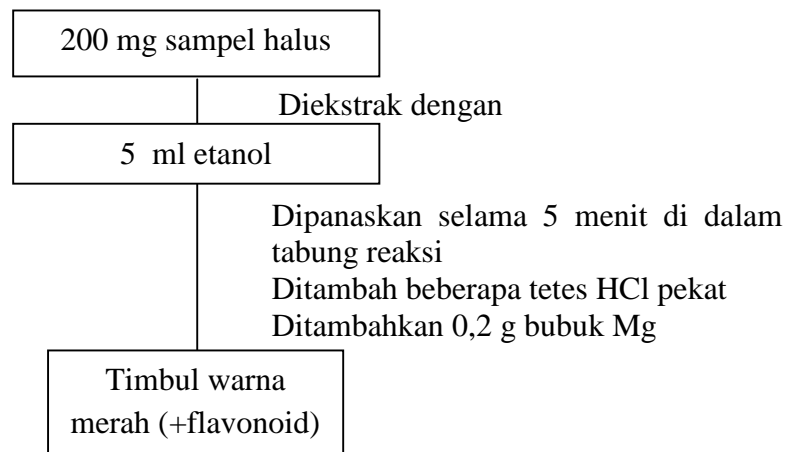 200 mg sampel halus
Diekstrak dengan
5 ml etanol
Dipanaskan selama 5 menit di dalam
tabung reaksi
Ditambah beberapa tetes HCl pekat
Ditambahkan 0,2 g bubuk Mg
Timbul warna
merah (+flavonoid)